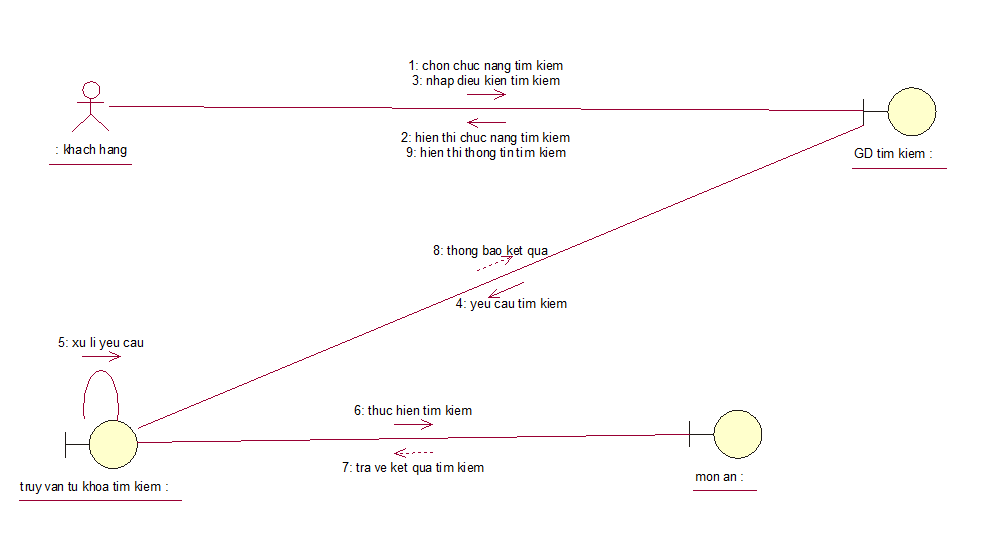 1: chon chuc nang tim kiem
3: nhap dieu kien tim kiem
2: hien thi chuc nang tim kiem
9: hien thi thong tin tim kiem
: khach hang
GD tim kiem :
8: thong bao ket qua
4: yeu cau tim kiem
5: xu li yeu cau
6: thuc hien tim kiem
7: tra ve ket qua tim kiem
truy van tu khoa tim kiem :
mon an :